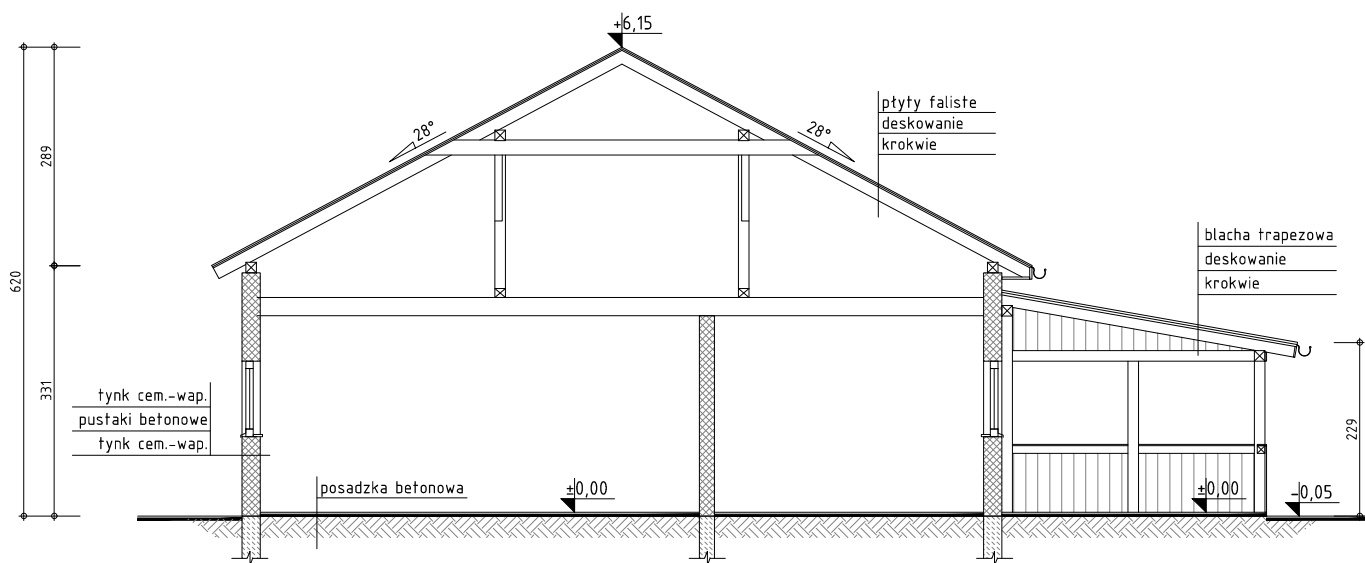 +6,15
płyty faliste
deskowanie
krokwie
28°
28°
289
blacha trapezowa
deskowanie
krokwie
620
331
tynk cem.-wap.
pustaki betonowe
tynk cem.-wap.
229
posadzka betonowa
±0,00
±0,00
-0,05